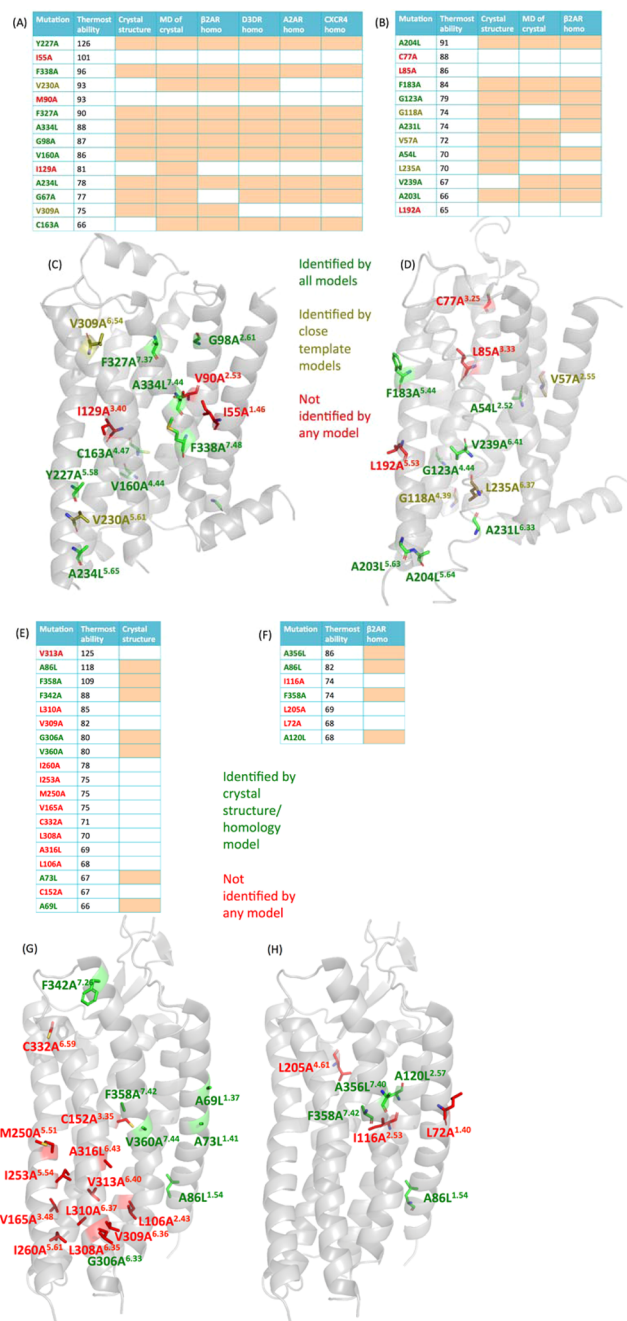 (A)
Mutation Thermost ability Crystal structure MD of crystal β2AR homo D3DR homo A2AR homo CXCR4 homo
Y227A 126
I55A 101
F338A 96
V230A 93
M90A 93
F327A 90
A334L 88
G98A 87
V160A 86
I129A 81
A234L 78
G67A 77
V309A 75
C163A 66
(B)
Mutation Thermost ability Crystal structure MD of crystal β2AR homo
A204L 91
C77A 88
L85A 86
F183A 84
G123A 79
G118A 74
A231L 74
V57A 72
A54L 70
L235A 70
V239A 67
A203L 66
L192A 65
(C)
V309A6.54
F327A7.37
G98A2.61
A334L7.44
V90A2.53
I129A3.40
I55A1.46
C163A4.47
F338A7.48
Y227A5.58
V160A4.44
V230A5.61
A234L5.65
Identified by
all models
Identified by
close
template
models
Not
identified by
any model
(D)
C77A3.25
L85A3.33
V57A2.55
F183A5.44
A54L2.52
V239A6.41
L192A5.53
G123A4.44
L235A6.37
G118A4.39
A231L6.33
A203L5.63
A204L5.64
(E)
Mutation Thermost ability Crystal structure
V313A 125
A86L 118
F358A 109
F342A 88
L310A 85
V309A 82
G306A 80
V360A 80
I260A 78
I253A 75
M250A 75
V165A 75
C332A 71
L308A 70
A316L 69
L106A 68
A73L 67
C152A 67
A69L 66
(F)
Mutation Thermost ability β2AR homo
A356L 86
A86L 82
I116A 74
F358A 74
L205A 69
L72A 68
A120L 68
Identified by
crystal
structure/
homology
model
Not
identified by
any model
(G)
F342A7.26
C332A6.59
F358A7.42
A69L1.37
C152A3.35
M250A5.51
V360A7.44
A73L1.41
A316L6.43
I253A5.54
V313A6.40
A86L1.54
L310A6.37
V165A3.48
L106A2.43
V309A6.36
I260A5.61
L308A6.35
G306A6.33
(H)
L205A4.61
A120L2.57
A356L7.40
F358A7.42
I116A2.53
L72A1.40
A86L1.54